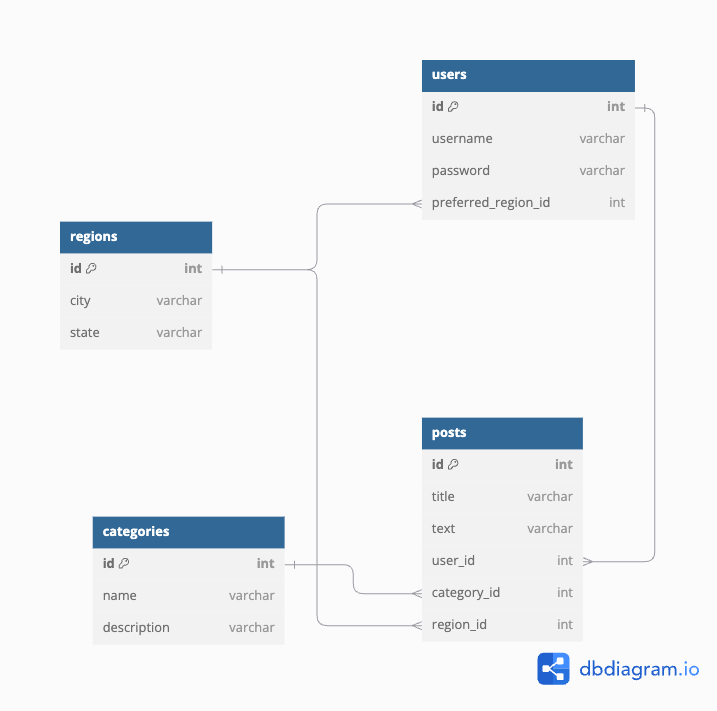 users
id int
username varchar
password varchar
preferred_region_id int
regions
id int
city varchar
state varchar
posts
id int
title varchar
text varchar
user_id int
category_id int
region_id int
categories
id int
name varchar
description varchar
dbdiagram.io